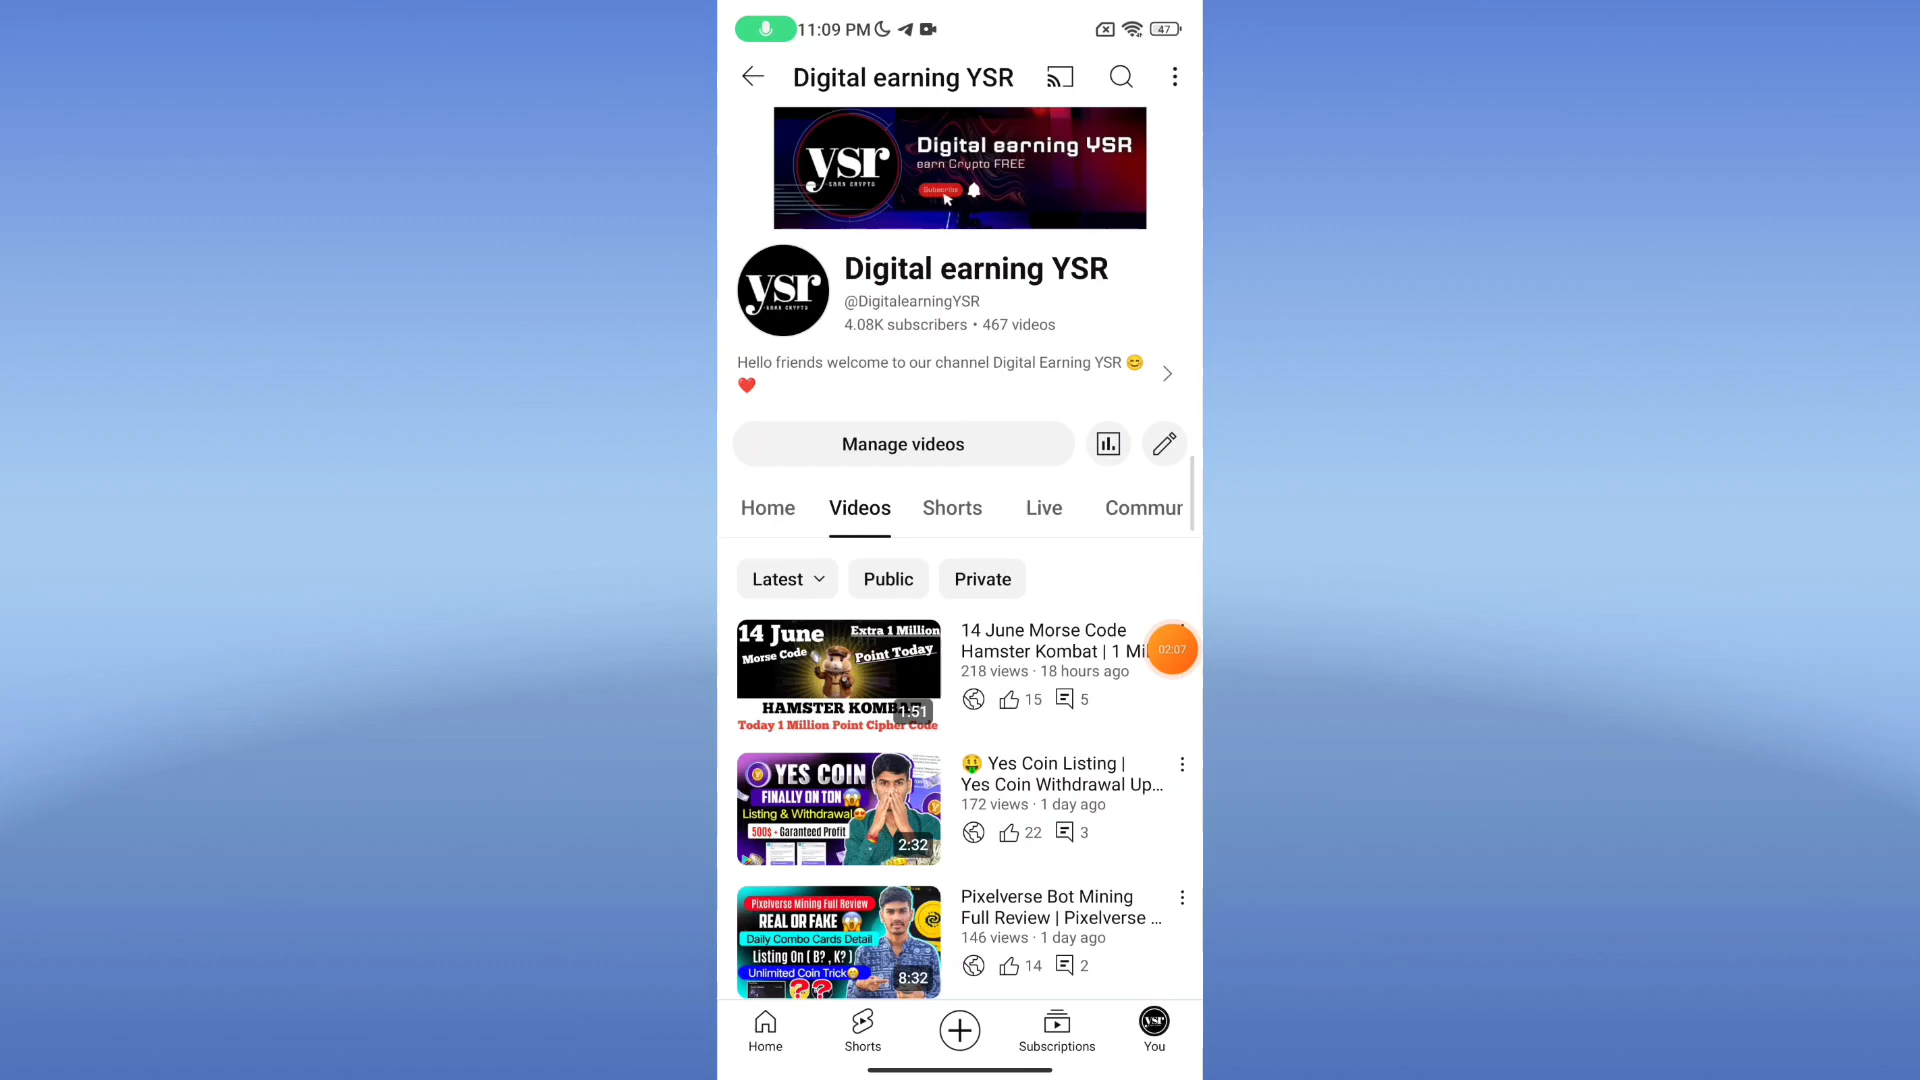 11:09 PM
47
Digital earning YSR
ysr
EARN CRYPTO
Digital earning YSR
earn Crypto FREE
Subscribe
ysr
EARN CRYPTO
Digital earning YSR
@DigitalearningYSR
4.08K subscribers • 467 videos
Hello friends welcome to our channel Digital Earning YSR 😊
❤️
Manage videos
Home Videos Shorts Live Commur
Latest Public Private
14 June
Morse Code
Extra 1 Million
Point Today
HAMSTER KOMBAT
1:51
Today 1 Million Point Cipher Code
14 June Morse Code
Hamster Kombat | 1 Mil
02:07
218 views · 18 hours ago
15 5
YES COIN
FINALLY ON TON
Listing & Withdrawal
500$+ Garanteed Profit
2:32
🤑 Yes Coin Listing |
Yes Coin Withdrawal Up...
172 views · 1 day ago
22 3
Pixelverse Mining Full Review
REAL OR FAKE
Daily Combo Cards Detail
Listing On ( B? , K? )
Unlimited Coin Trick
??
8:32
Pixelverse Bot Mining
Full Review | Pixelverse ...
146 views · 1 day ago
14 2
Home Shorts Subscriptions You
ysr